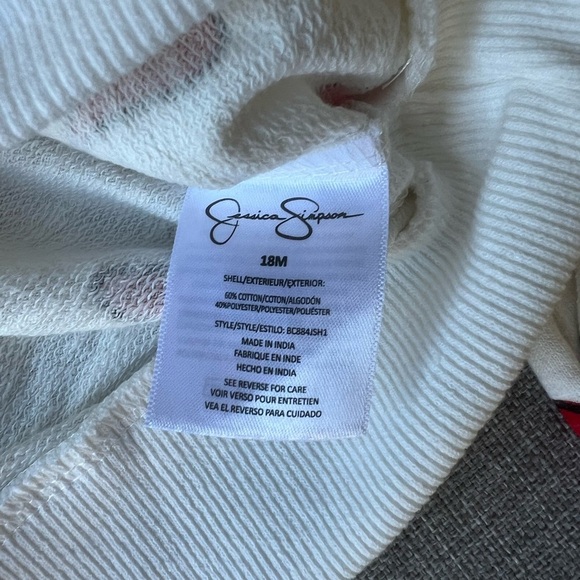 Jessica Simpson
18M
SHELL/EXTERIEUR/EXTERIOR:
60% COTTON/COTON/ALGODÓN
40%POLYESTER/POLYESTER/POLIÉSTER
STYLE/STYLE/ESTILO: BC884JSH1
MADE IN INDIA
FABRIQUE EN INDE
HECHO EN INDIA
SEE REVERSE FOR CARE
VOIR VERSO POUR ENTRETIEN
VEA EL REVERSO PARA CUIDADO